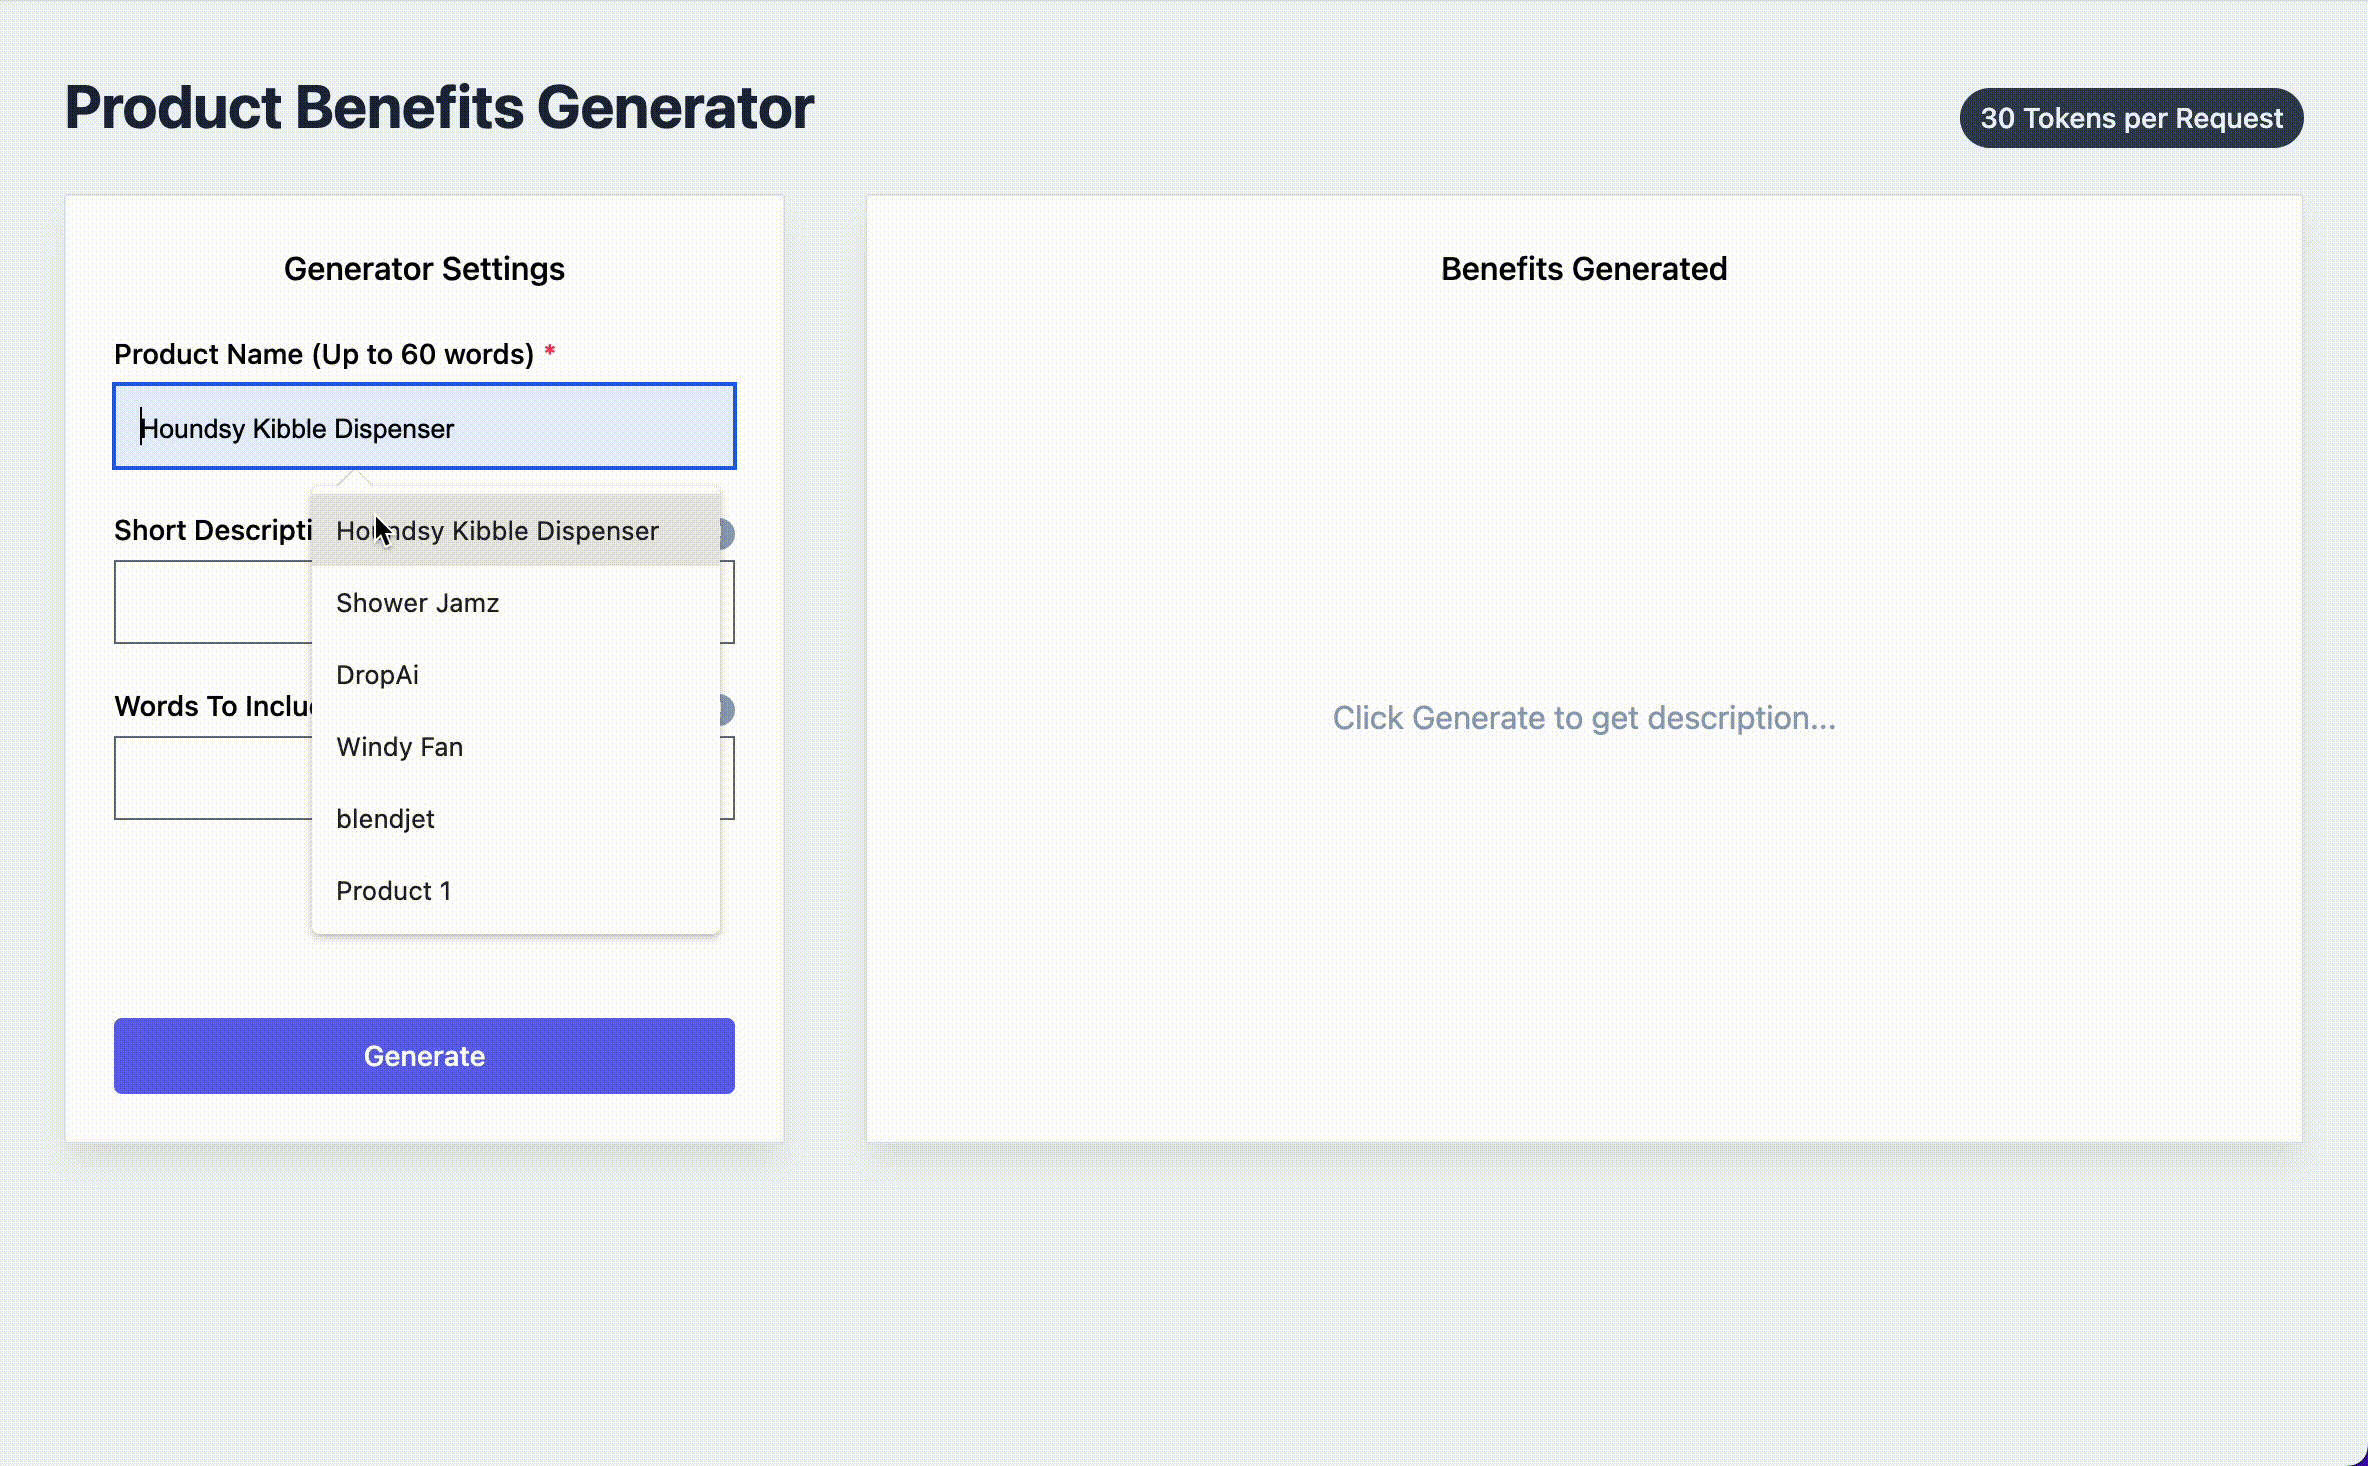 Product Benefits Generator
30 Tokens per Request
Generator Settings
Product Name (Up to 60 words) *
Houndsy Kibble Dispenser
Short Descripti
Houndsy Kibble Dispenser
Shower Jamz
DropAi
Words To Inclu
Windy Fan
blendjet
Product 1
Generate
Benefits Generated
Click Generate to get description...